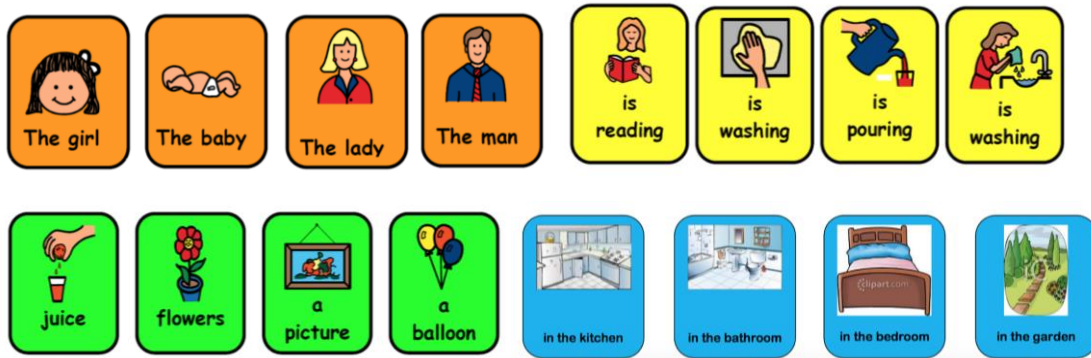 The girl
The baby
The lady
The man
is
reading
is
washing
is
pouring
is
washing
juice
flowers
a
picture
a
balloon
in the kitchen
in the bathroom
clipart.com
in the bedroom
in the garden